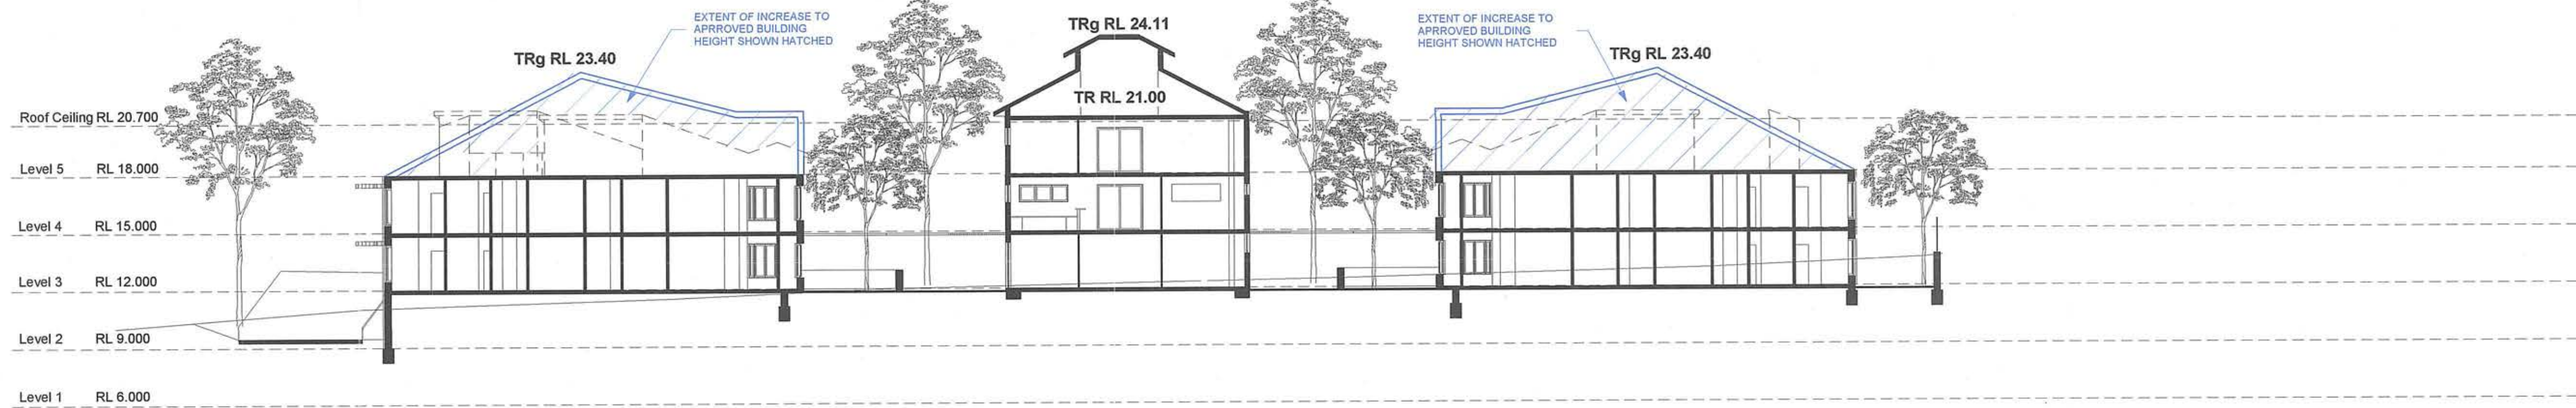 EXTENT OF INCREASE TO
APRROVED BUILDING
HEIGHT SHOWN HATCHED
TRg RL 24.11
EXTENT OF INCREASE TO
APRROVED BUILDING
HEIGHT SHOWN HATCHED
TRg RL 23.40
TRg RL 23.40
TR RL 21.00
Roof Ceiling RL 20.700
Level 5 RL 18.000
Level 4 RL 15.000
Level 3 RL 12.000
Level 2 RL 9.000
Level 1 RL 6.000